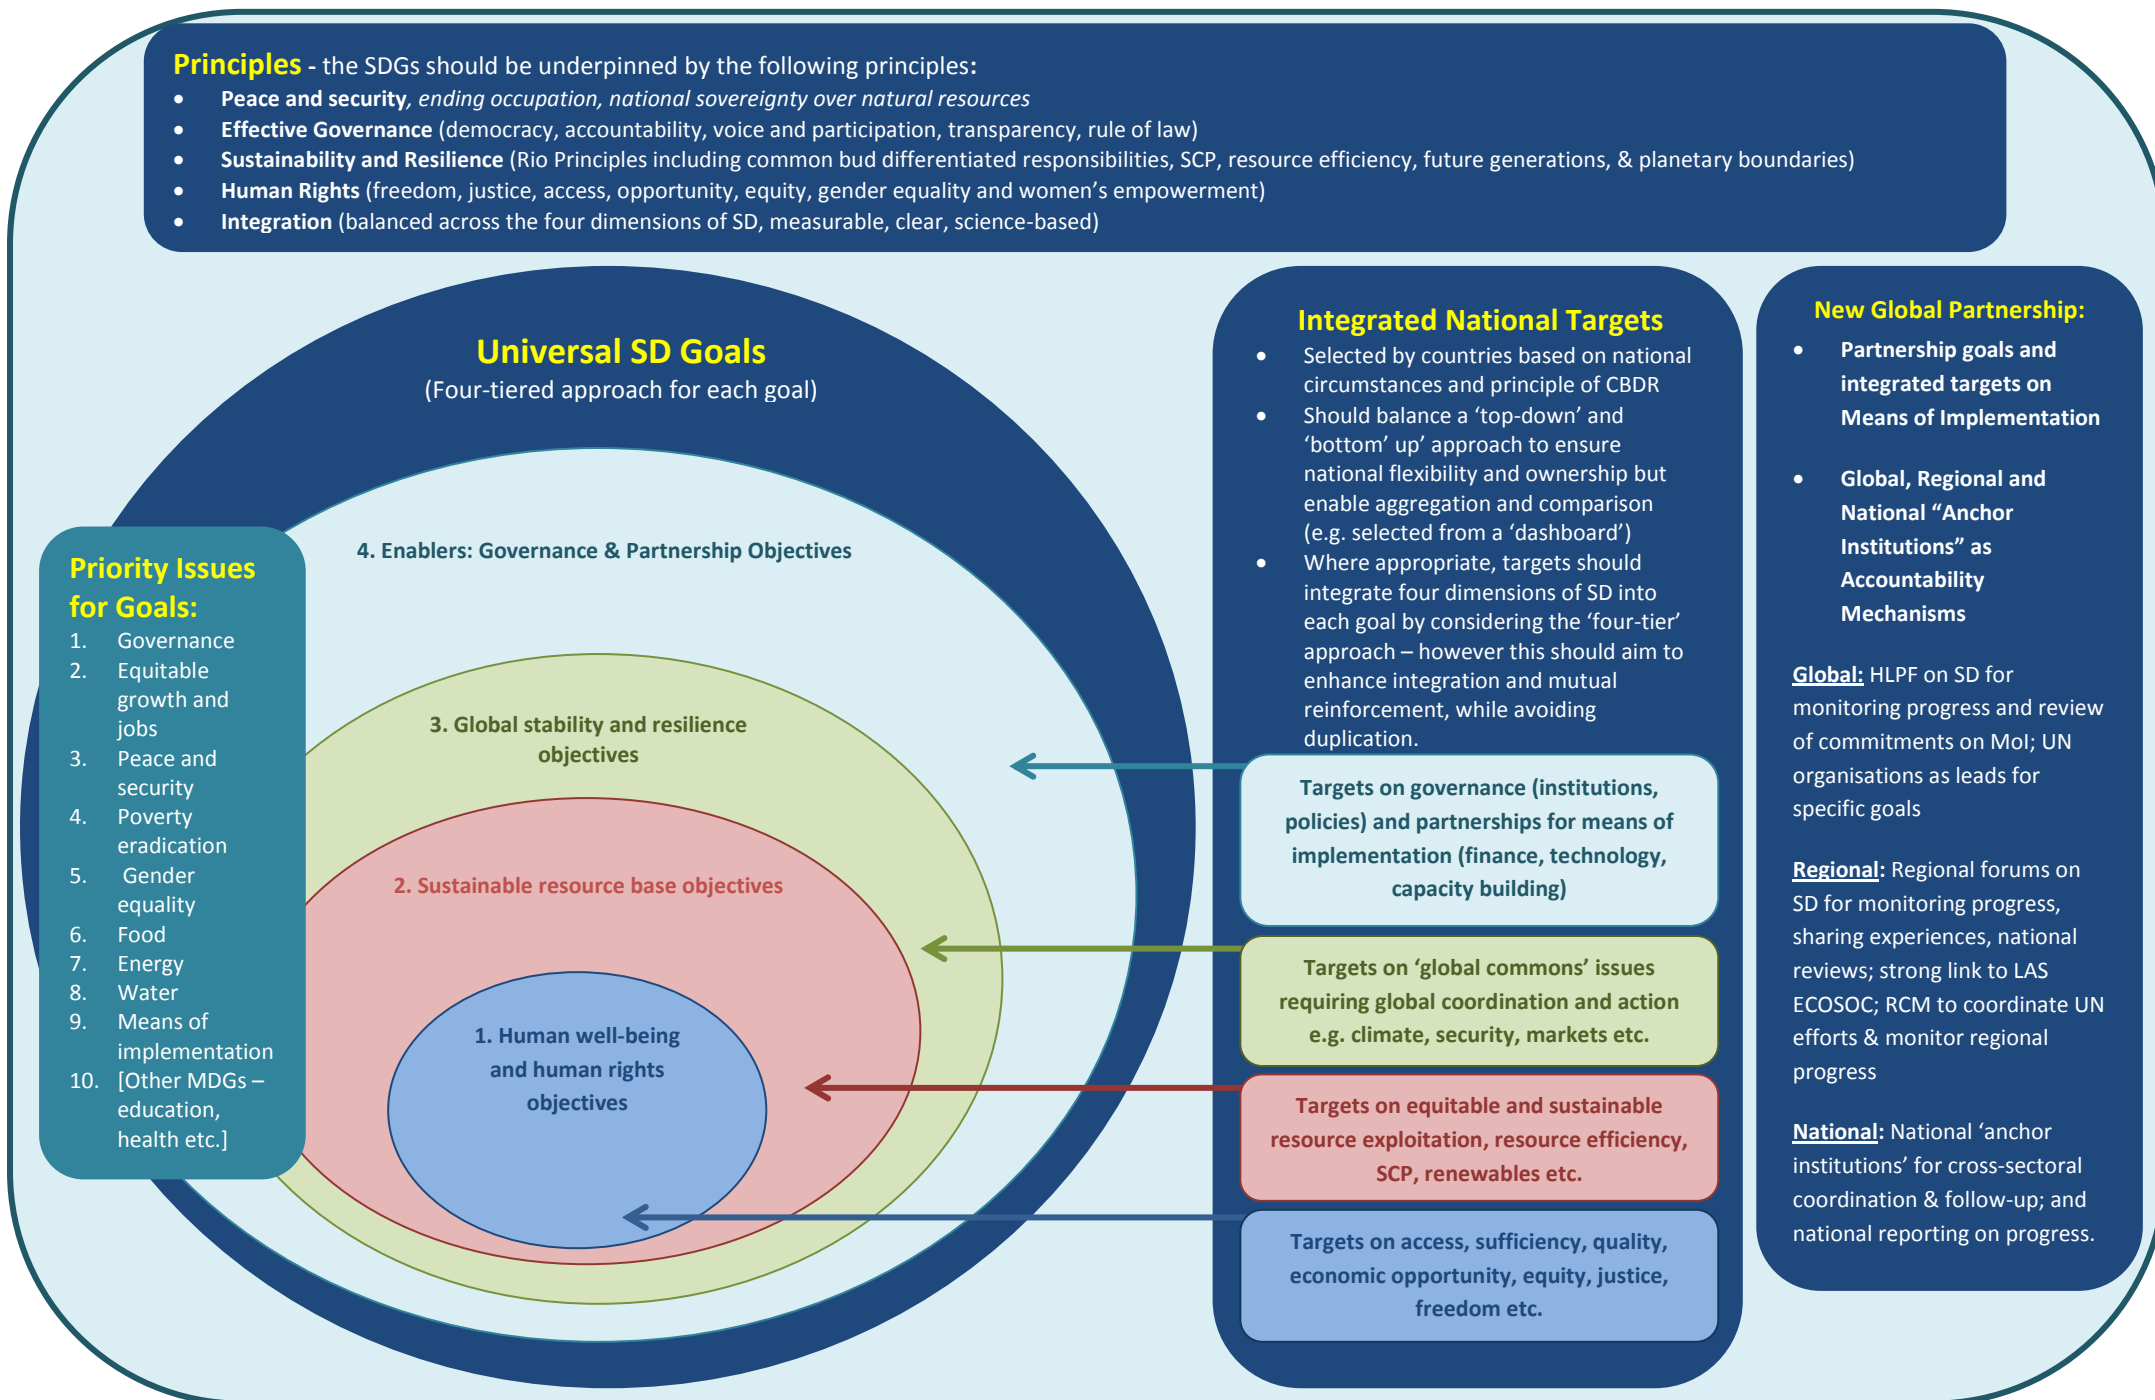 Principles - the SDGs should be underpinned by the following principles:
• Peace and security, ending occupation, national sovereignty over natural resources
• Effective Governance (democracy, accountability, voice and participation, transparency, rule of law)
• Sustainability and Resilience (Rio Principles including common bud differentiated responsibilities, SCP, resource efficiency, future generations, & planetary boundaries)
• Human Rights (freedom, justice, access, opportunity, equity, gender equality and women's empowerment)
• Integration (balanced across the four dimensions of SD, measurable, clear, science-based)
Universal SD Goals
(Four-tiered approach for each goal)
4. Enablers: Governance & Partnership Objectives
3. Global stability and resilience
objectives
2. Sustainable resource base objectives
1. Human well-being
and human rights
objectives
Priority Issues
for Goals:
1. Governance
2. Equitable
growth and
jobs
3. Peace and
security
4. Poverty
eradication
5. Gender
equality
6. Food
7. Energy
8. Water
9. Means of
implementation
10. [Other MDGs –
education,
health etc.]
Integrated National Targets
• Selected by countries based on national
circumstances and principle of CBDR
• Should balance a ‘top-down’ and
‘bottom’ up’ approach to ensure
national flexibility and ownership but
enable aggregation and comparison
(e.g. selected from a ‘dashboard’)
• Where appropriate, targets should
integrate four dimensions of SD into
each goal by considering the ‘four-tier’
approach – however this should aim to
enhance integration and mutual
reinforcement, while avoiding
duplication.
Targets on governance (institutions,
policies) and partnerships for means of
implementation (finance, technology,
capacity building)
Targets on ‘global commons’ issues
requiring global coordination and action
e.g. climate, security, markets etc.
Targets on equitable and sustainable
resource exploitation, resource efficiency,
SCP, renewables etc.
Targets on access, sufficiency, quality,
economic opportunity, equity, justice,
freedom etc.
New Global Partnership:
• Partnership goals and
integrated targets on
Means of Implementation
• Global, Regional and
National “Anchor
Institutions” as
Accountability
Mechanisms
Global: HLPF on SD for
monitoring progress and review
of commitments on MoI; UN
organisations as leads for
specific goals
Regional: Regional forums on
SD for monitoring progress,
sharing experiences, national
reviews; strong link to LAS
ECOSOC; RCM to coordinate UN
efforts & monitor regional
progress
National: National ‘anchor
institutions’ for cross-sectoral
coordination & follow-up; and
national reporting on progress.